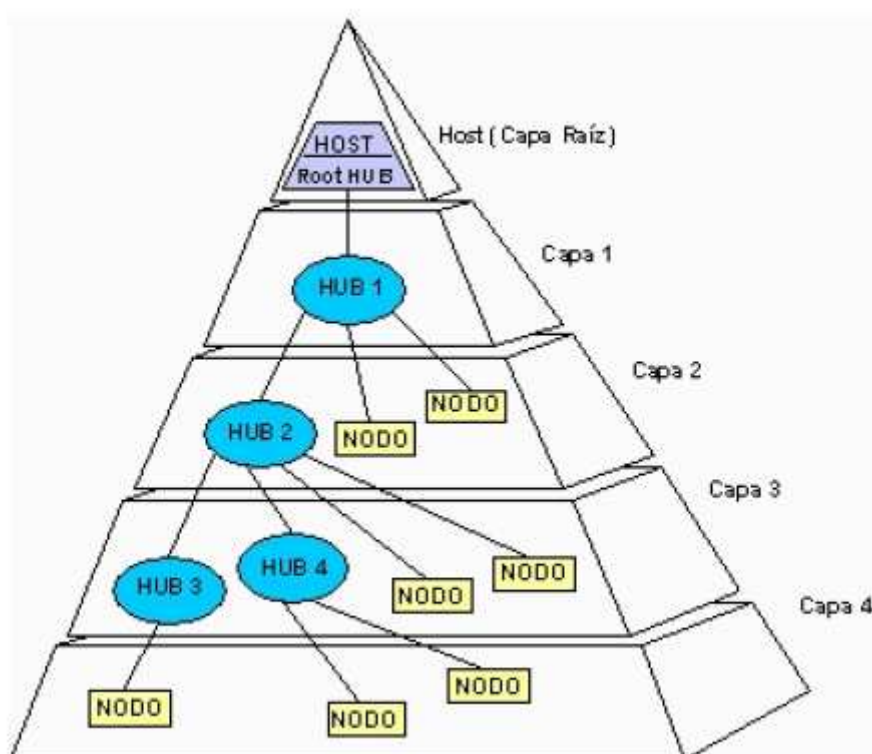 HOST
Root HUB
Host (Capa Raíz)
Capa 1
HUB 1
Capa 2
NODO
HUB 2
NODO
Capa 3
HUB 4
NODO
HUB 3
NODO
Capa 4
NODO
NODO
NODO